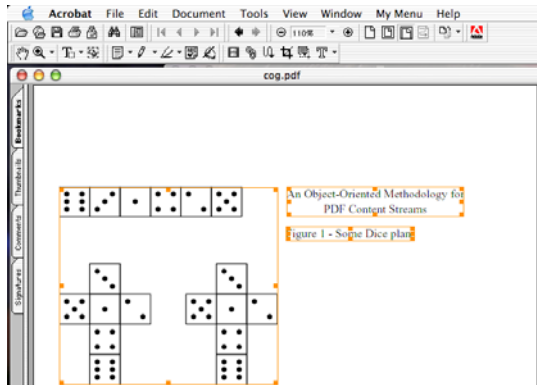 Acrobat File Edit Document Tools View Window My Menu Help
110%
cog.pdf
Bookmarks
Thumbnails
Comments
Signatures
An Object-Oriented Methodology for
PDF Content Streams
Figure 1 - Some Dice plans